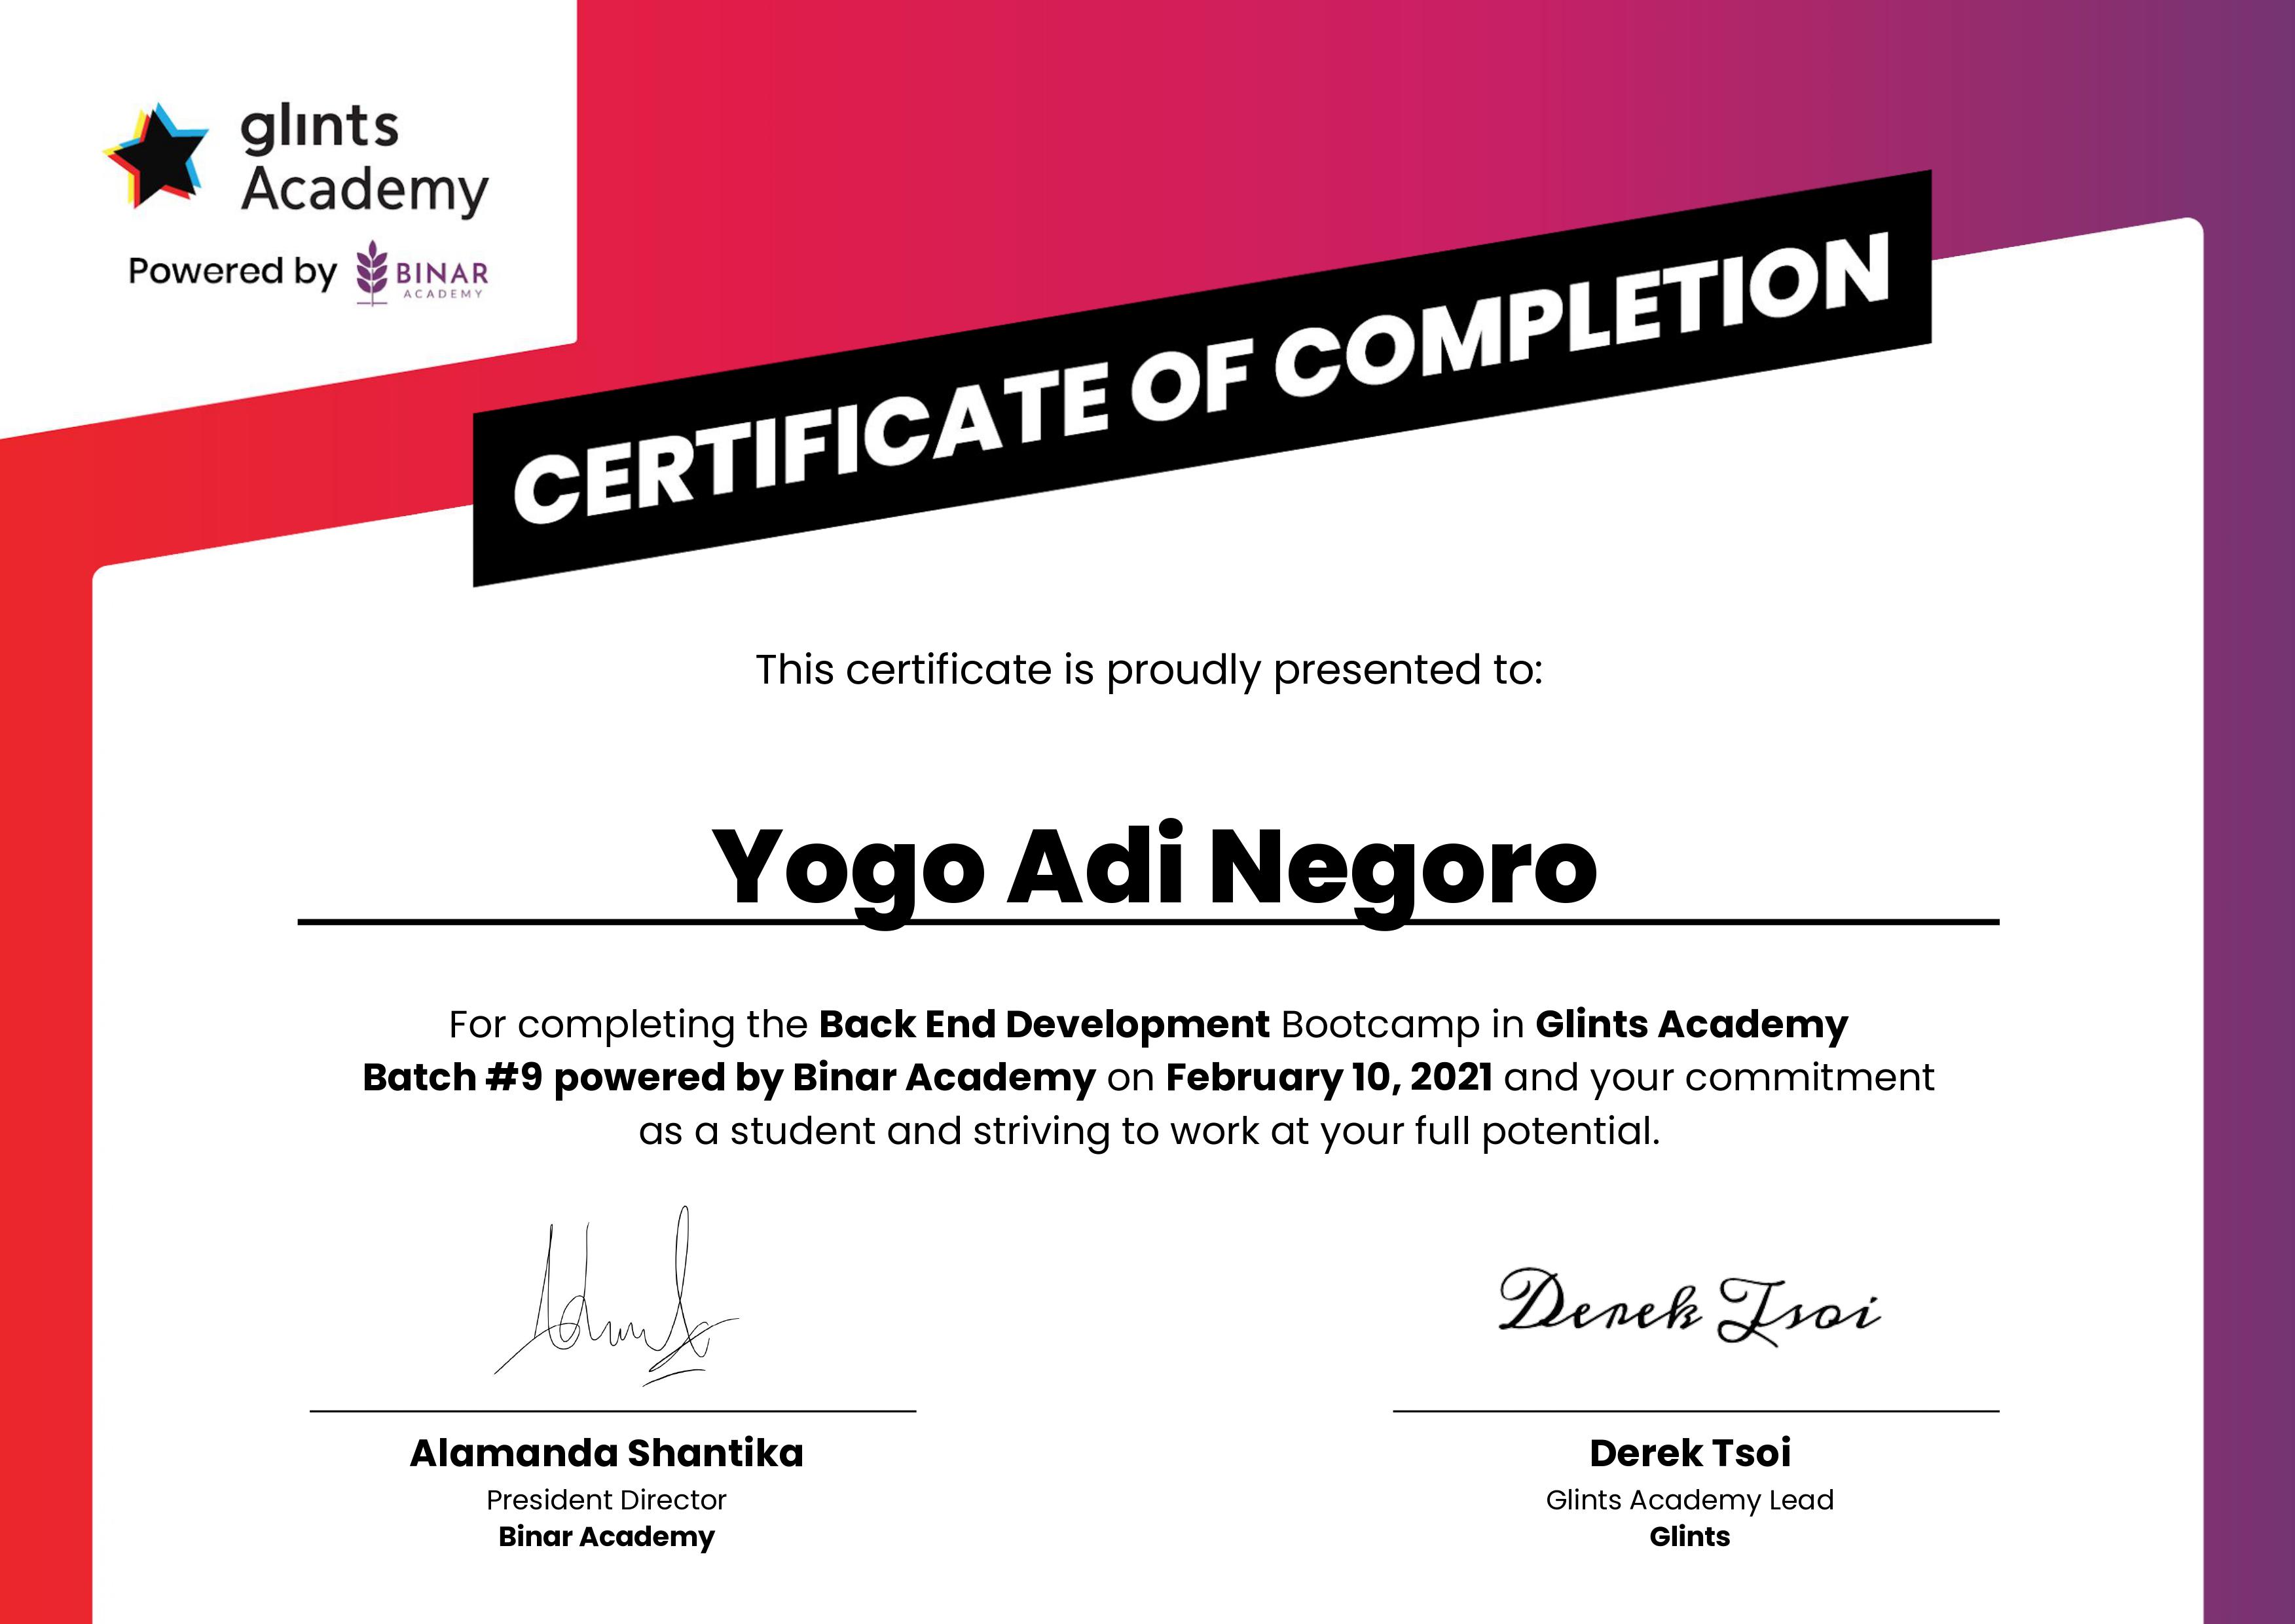 glints
Academy
Powered by BINAR
ACADEMY
CERTIFICATE OF COMPLETION
This certificate is proudly presented to:
Yogo Adi Negoro
For completing the Back End Development Bootcamp in Glints Academy
Batch #9 powered by Binar Academy on February 10, 2021 and your commitment
as a student and striving to work at your full potential.
Derek Tsoi
Alamanda Shantika
President Director
Binar Academy
Derek Tsoi
Glints Academy Lead
Glints